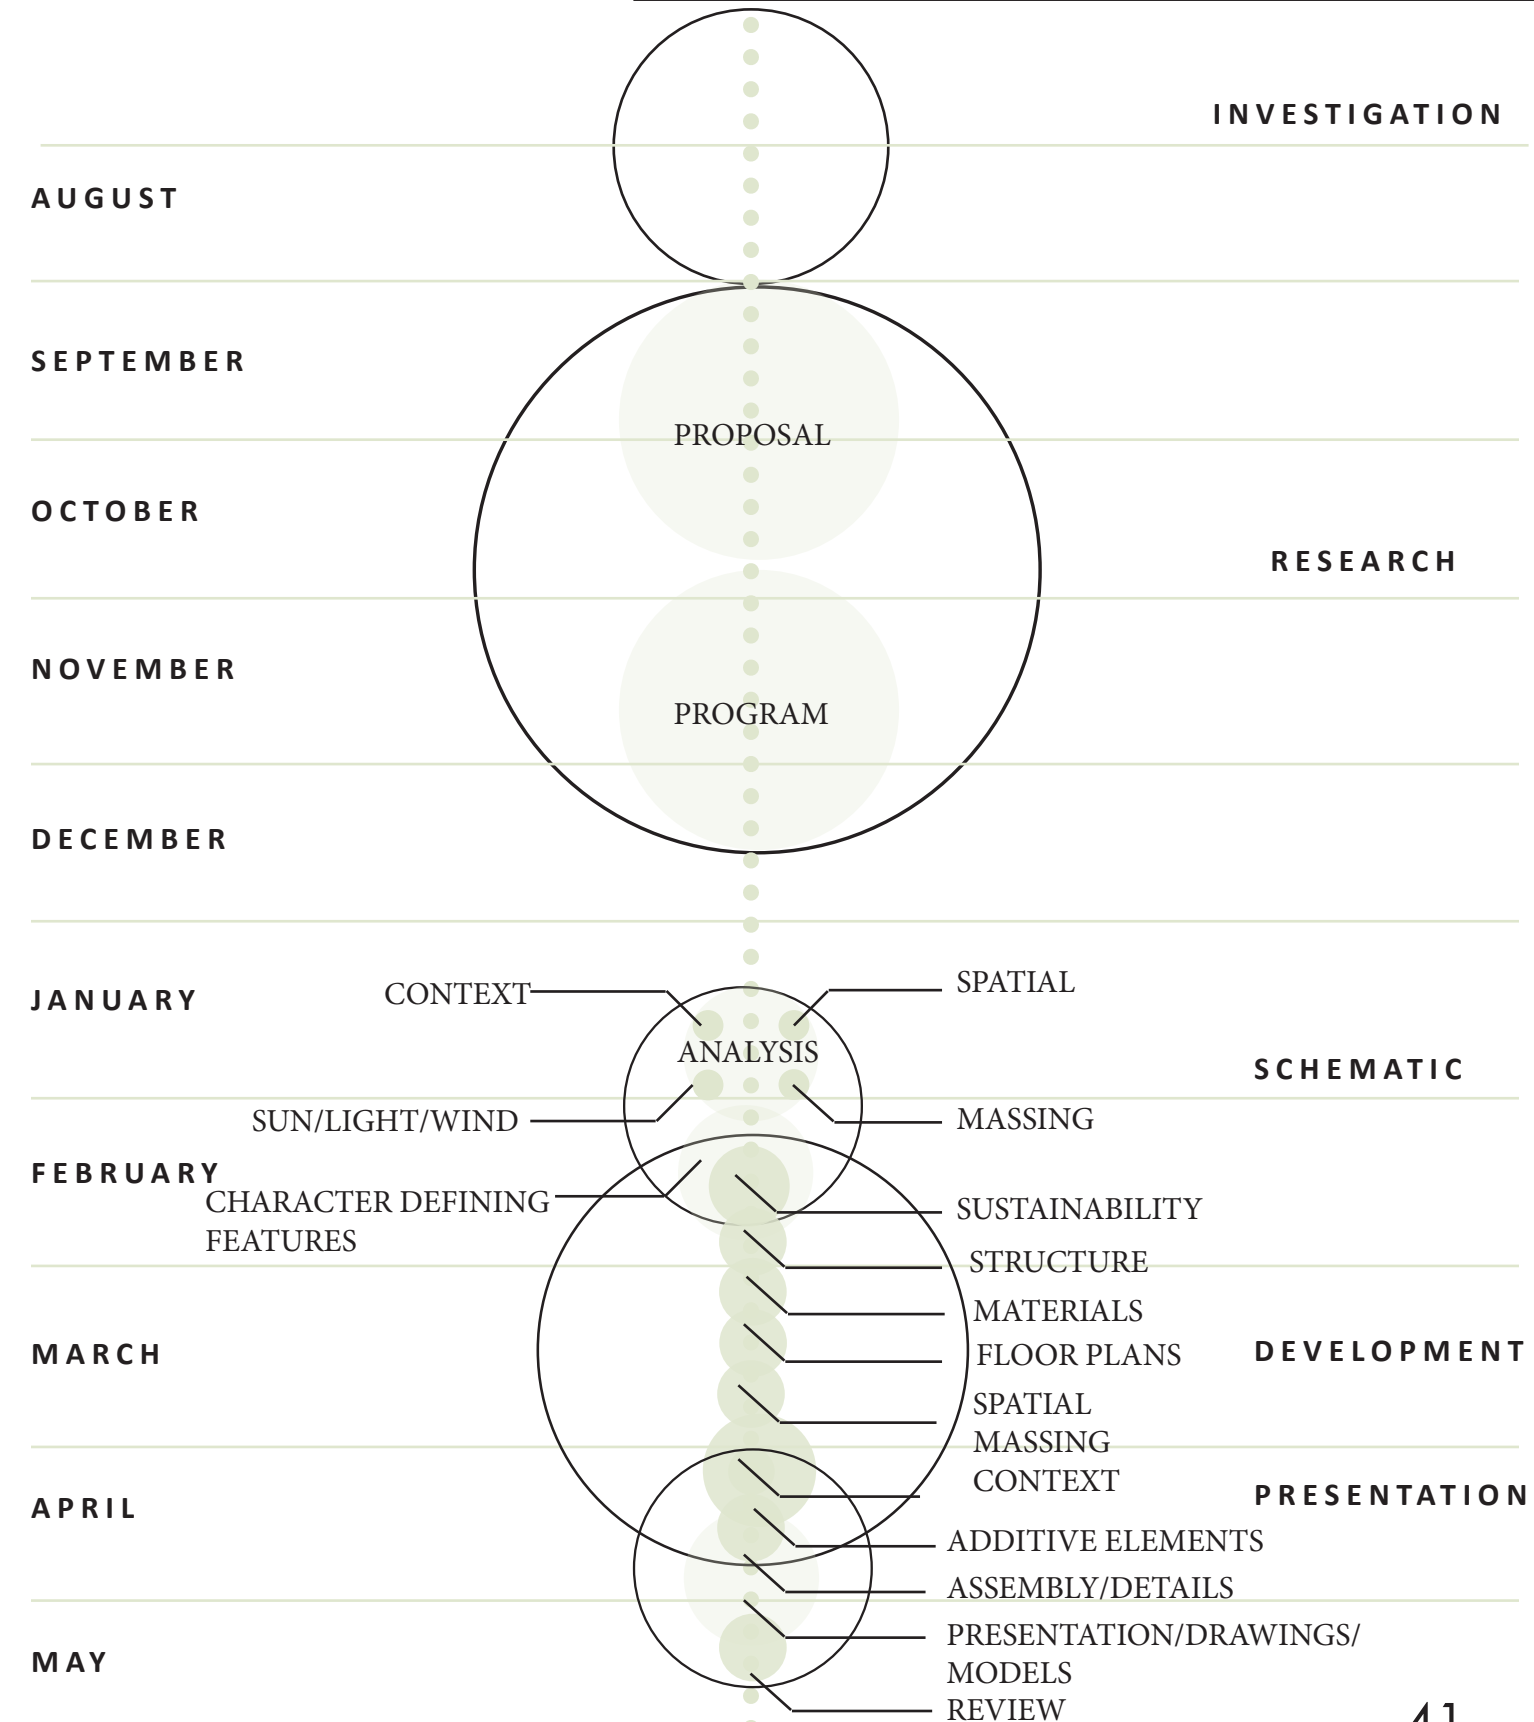 INVESTIGATION
AUGUST
SEPTEMBER
PROPOSAL
OCTOBER
RESEARCH
NOVEMBER
PROGRAM
DECEMBER
JANUARY
CONTEXT
SPATIAL
ANALYSIS
SCHEMATIC
SUN/LIGHT/WIND
MASSING
FEBRUARY
CHARACTER DEFINING
FEATURES
SUSTAINABILITY
STRUCTURE
MATERIALS
MARCH
FLOOR PLANS
DEVELOPMENT
SPATIAL
MASSING
CONTEXT
PRESENTATION
APRIL
ADDITIVE ELEMENTS
ASSEMBLY/DETAILS
PRESENTATION/DRAWINGS/
MODELS
MAY
REVIEW
41